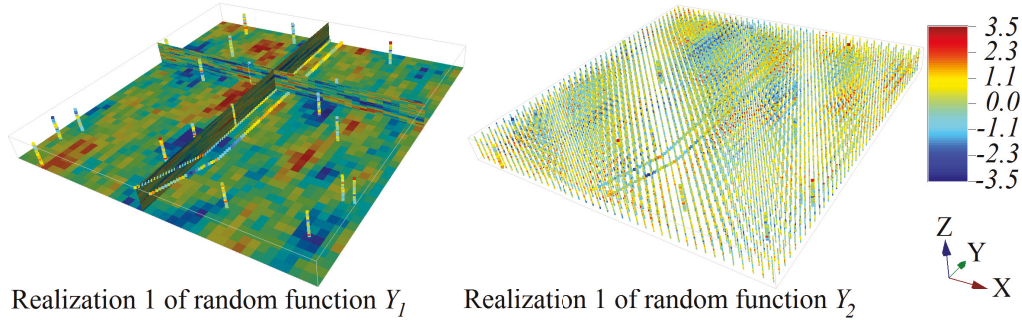 3.5
2.3
1.1
0.0
-1.1
-2.3
-3.5
Z
Y
X
Realization 1 of random function Y₁
Realization 1 of random function Y₂